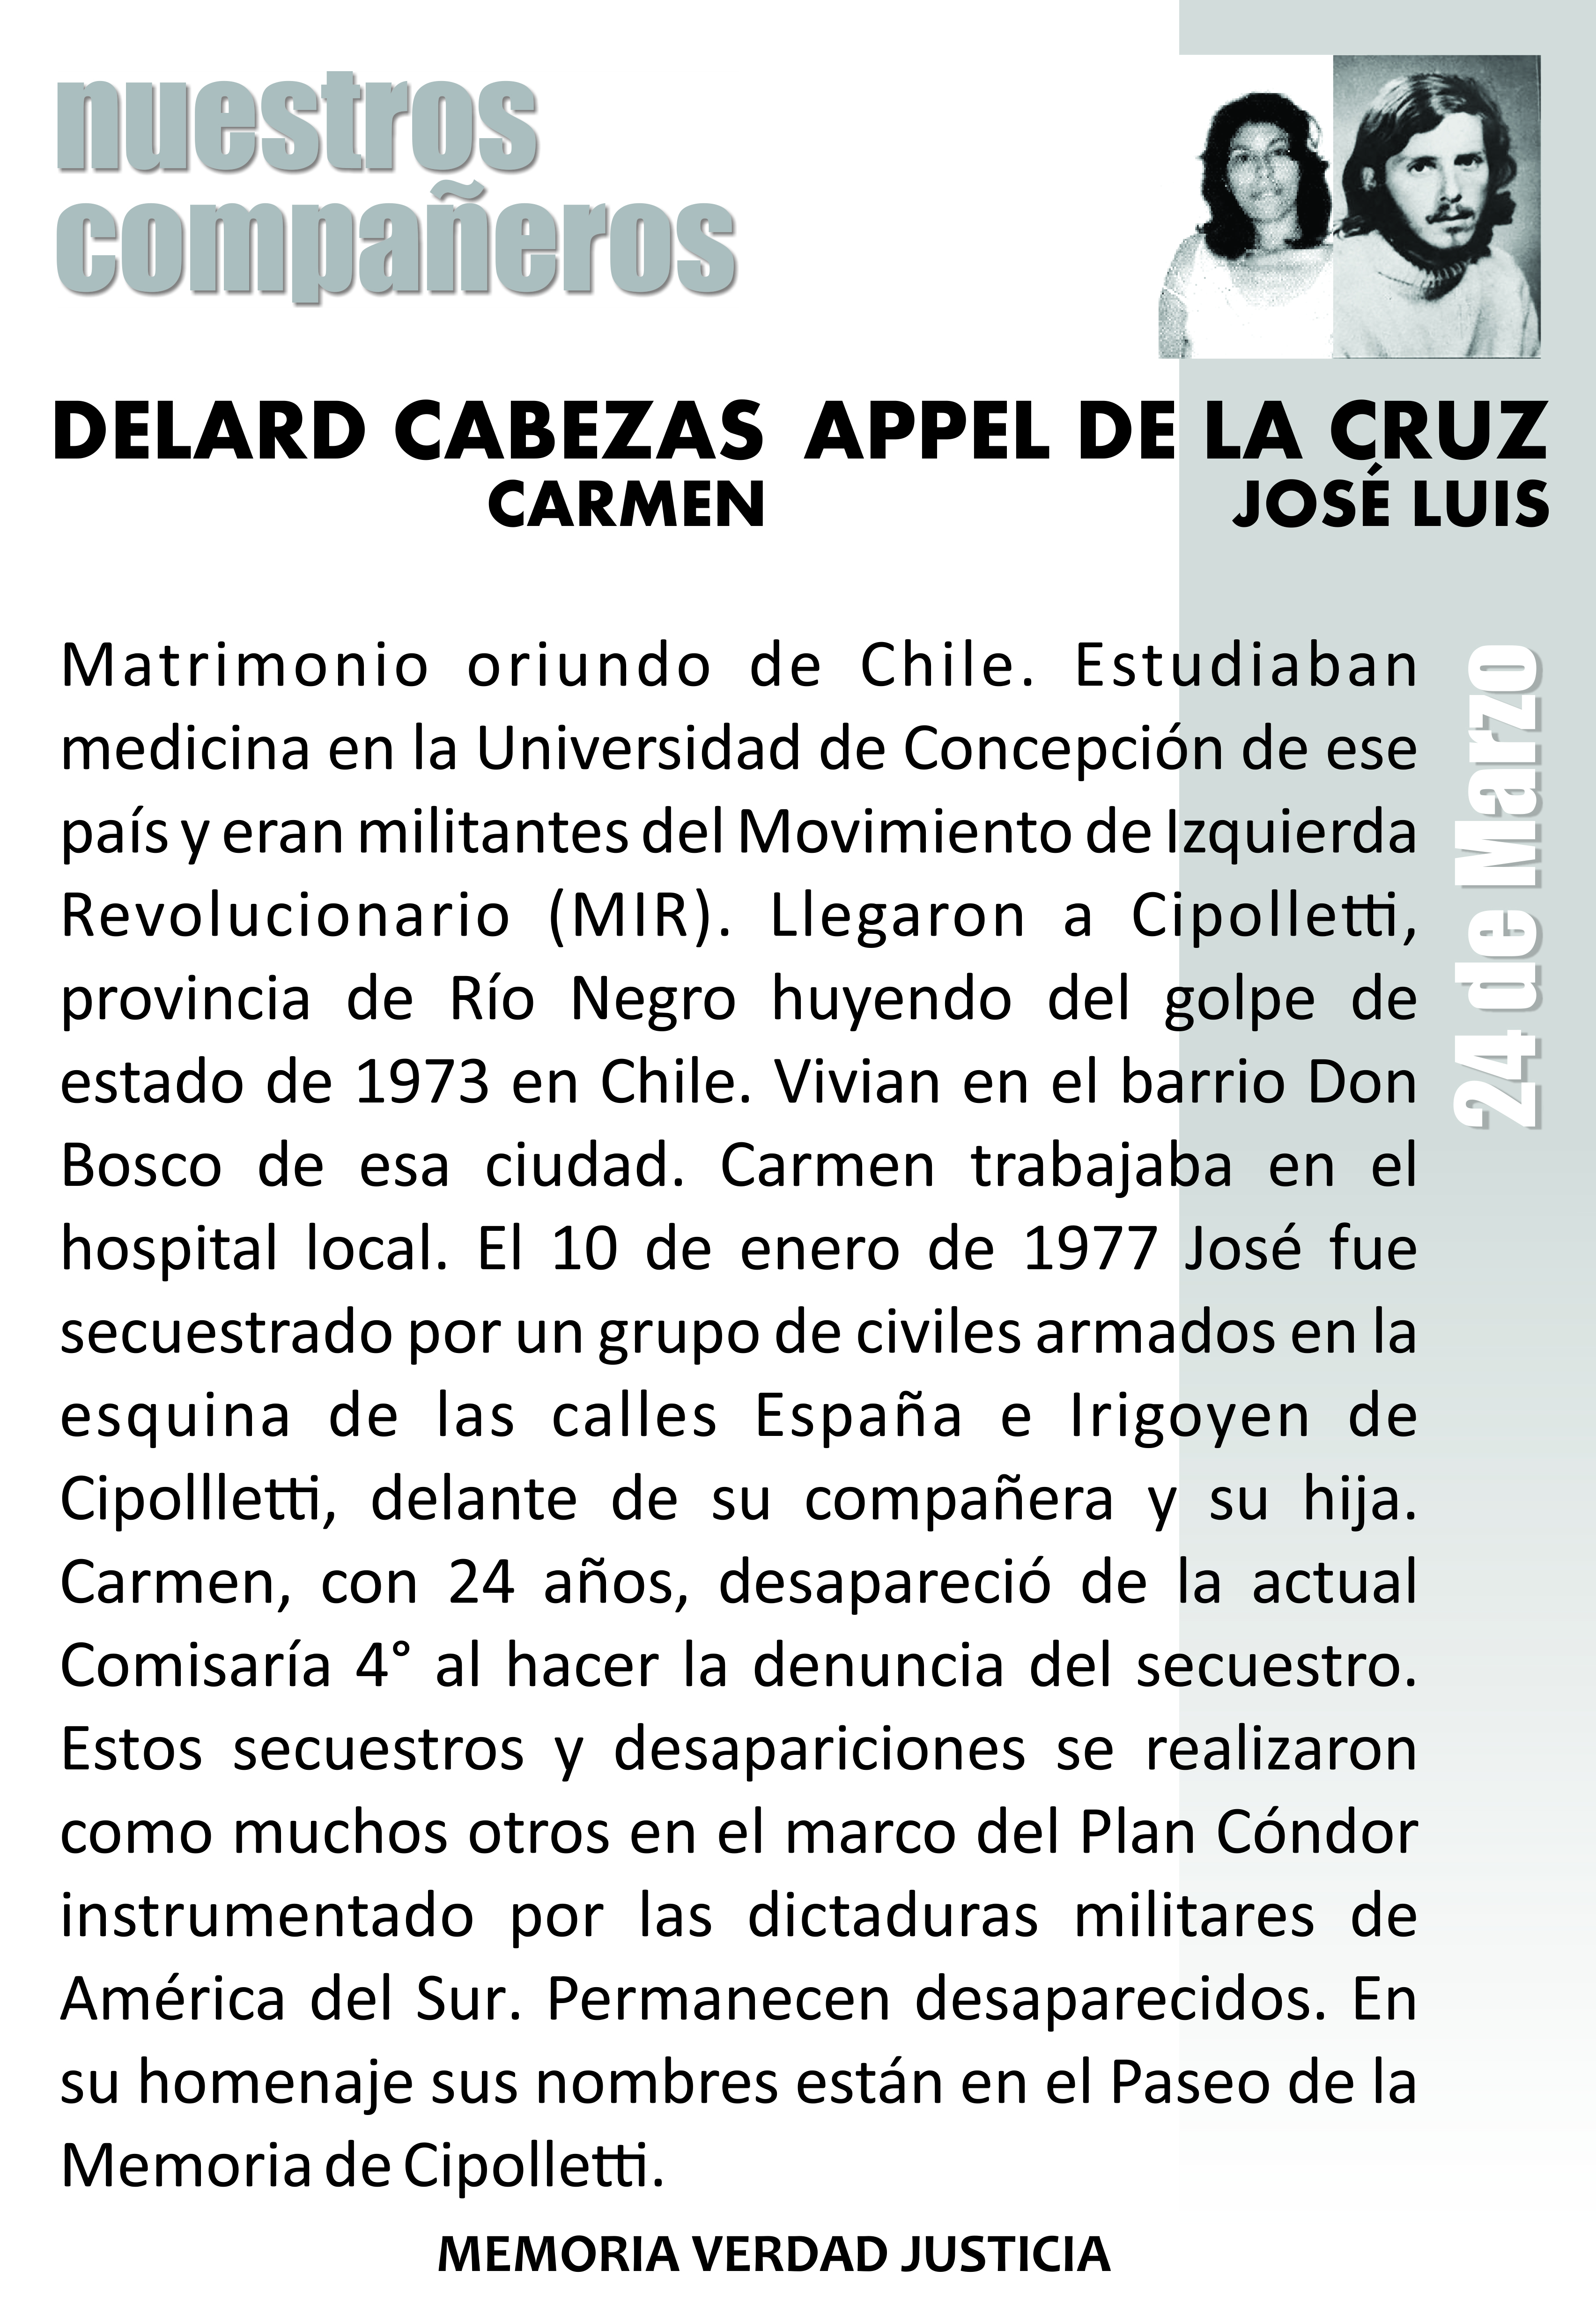 nuestros
compañeros
DELARD CABEZAS APPEL DE LA CRUZ
CARMEN JOSÉ LUIS
24 de Marzo
Matrimonio oriundo de Chile. Estudiaban
medicina en la Universidad de Concepción de ese
país y eran militantes del Movimiento de Izquierda
Revolucionario (MIR). Llegaron a Cipolletti,
provincia de Río Negro huyendo del golpe de
estado de 1973 en Chile. Vivian en el barrio Don
Bosco de esa ciudad. Carmen trabajaba en el
hospital local. El 10 de enero de 1977 José fue
secuestrado por un grupo de civiles armados en la
esquina de las calles España e Irigoyen de
Cipollletti, delante de su compañera y su hija.
Carmen, con 24 años, desapareció de la actual
Comisaría 4° al hacer la denuncia del secuestro.
Estos secuestros y desapariciones se realizaron
como muchos otros en el marco del Plan Cóndor
instrumentado por las dictaduras militares de
América del Sur. Permanecen desaparecidos. En
su homenaje sus nombres están en el Paseo de la
Memoria de Cipolletti.
MEMORIA VERDAD JUSTICIA